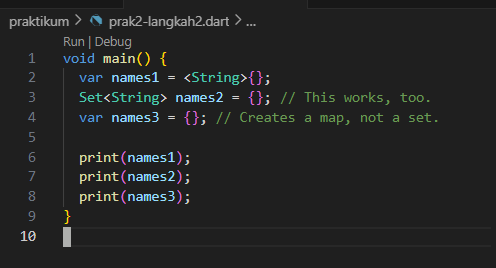 praktikum > prak2-langkah2.dart > ...
Run | Debug
1 void main() {
2 var names1 = <String>{};
3 Set<String> names2 = {}; // This works, too.
4 var names3 = {}; // Creates a map, not a set.
5
6 print(names1);
7 print(names2);
8 print(names3);
9 }
10